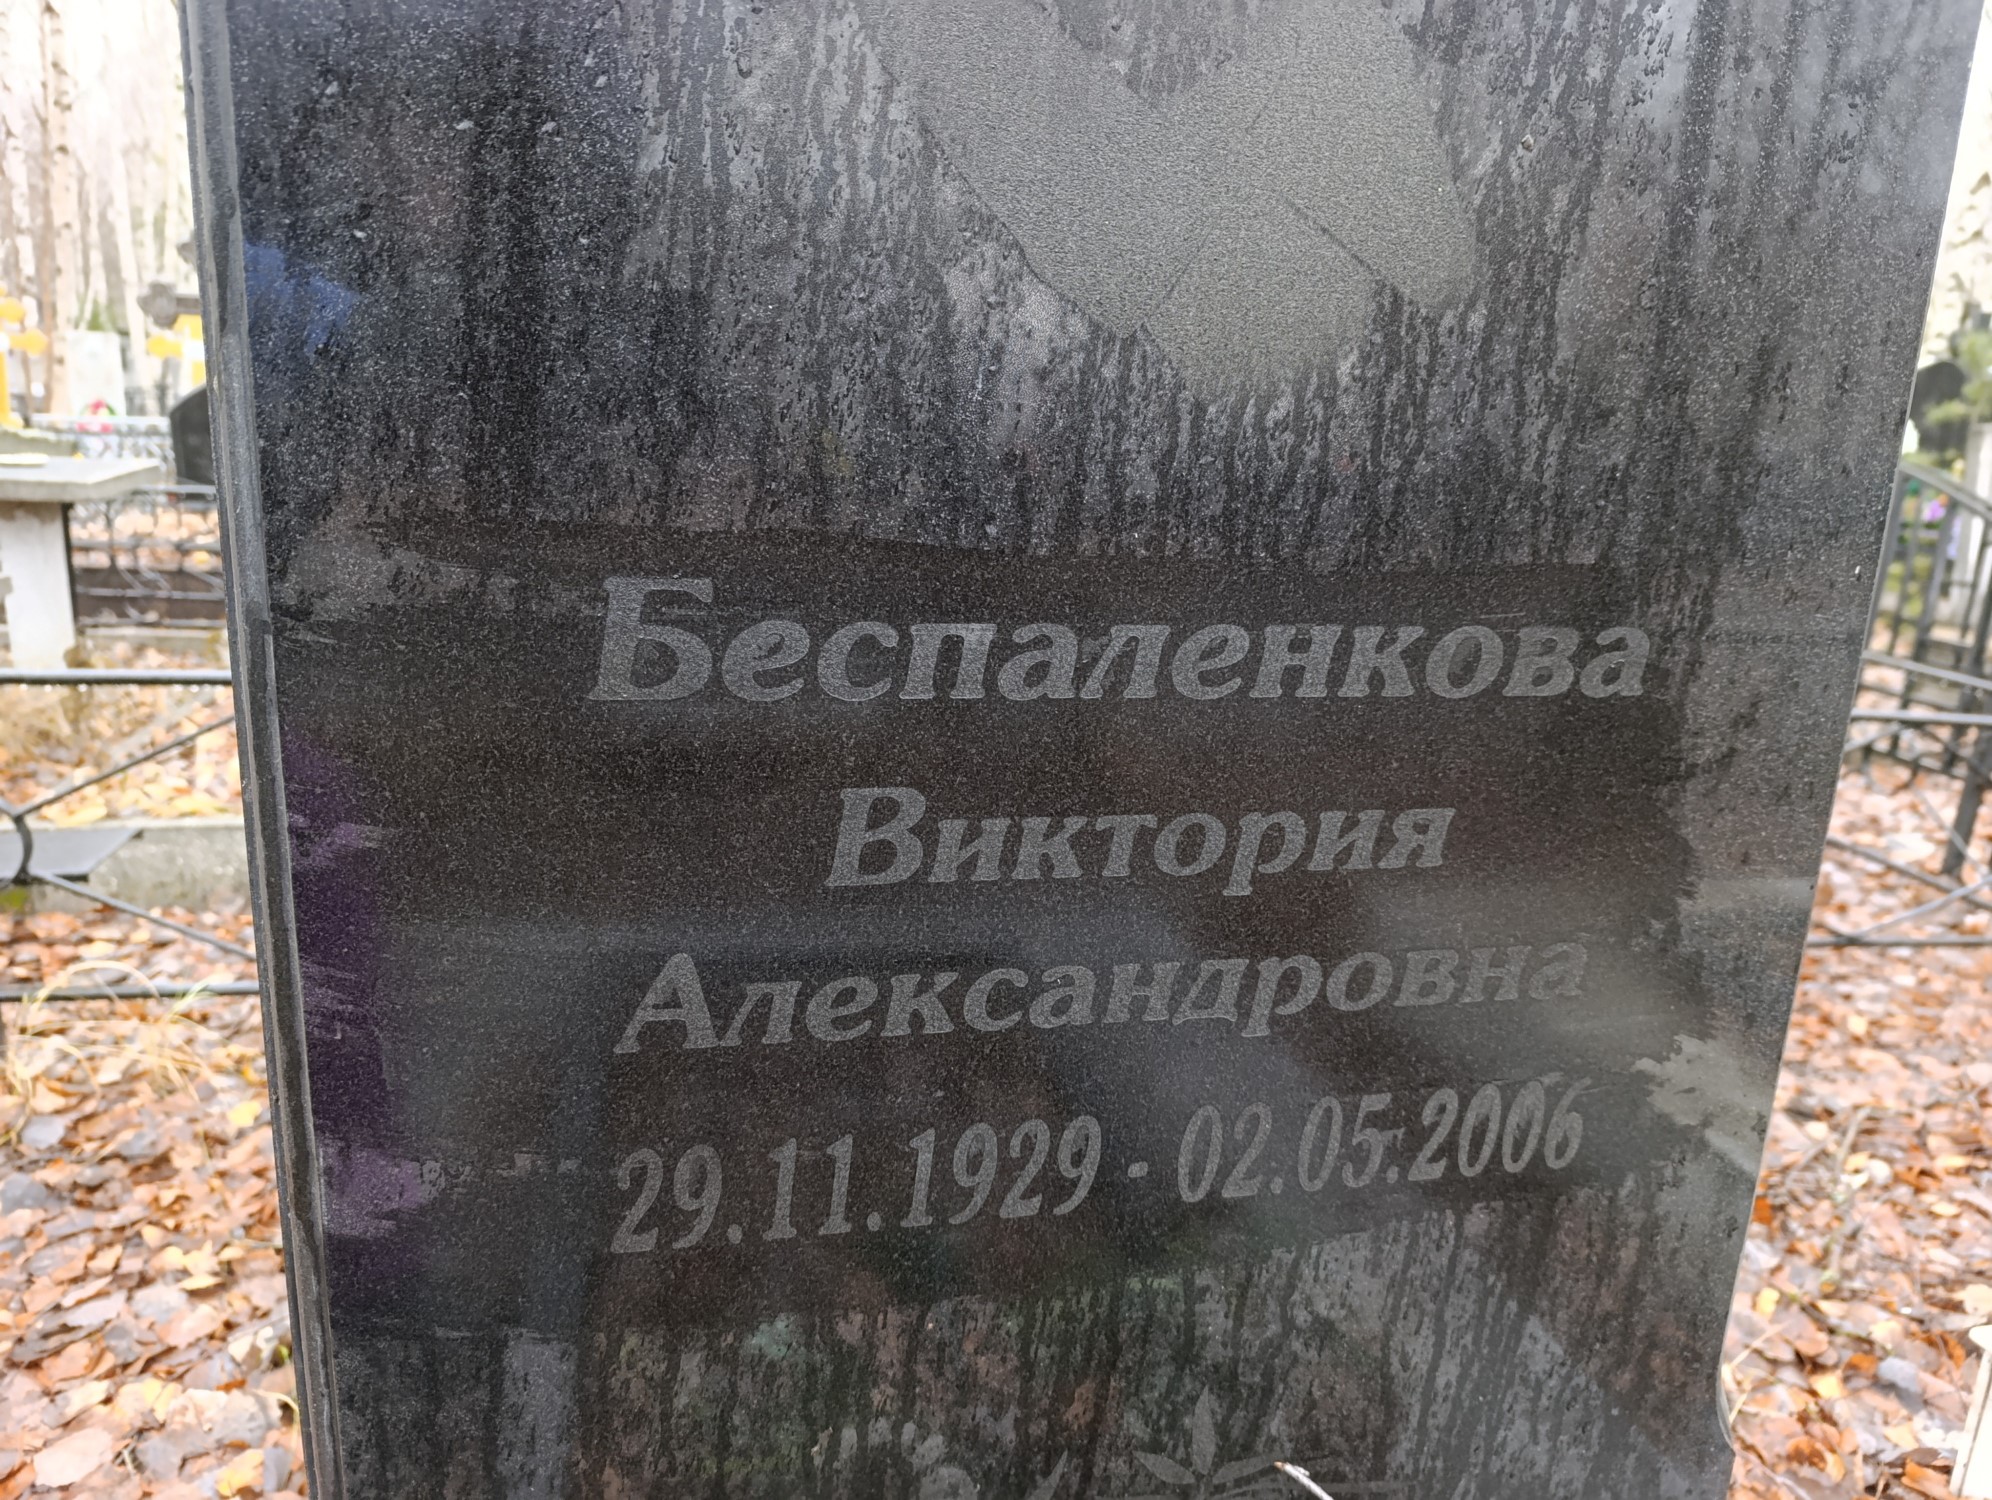 Беспаленкова
Виктория
Александровна
29.11.1929 - 02.05.2006